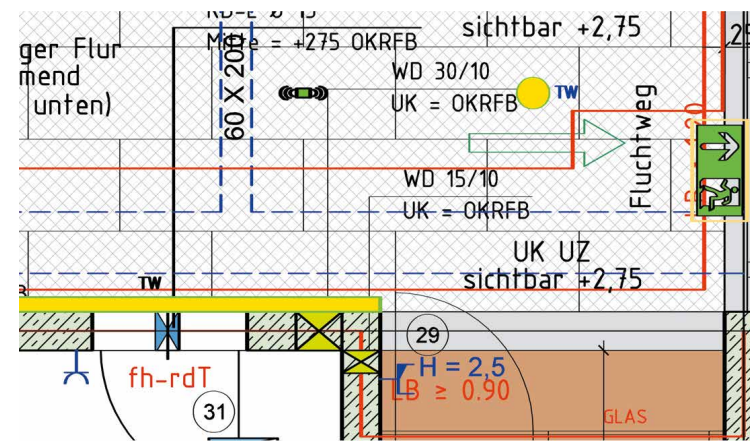 Mitte = +275 OKRFB
sichtbar +2,75
ger Flur
mend
unten)
60 X 200
WD 30/10
UK = OKRFB
TW
Fluchtweg
WD 15/10
UK = OKRFB
UK UZ
sichtbar +2,75
TW
29
H = 2,5
LB ≥ 0.90
fh-rdT
31
GLAS